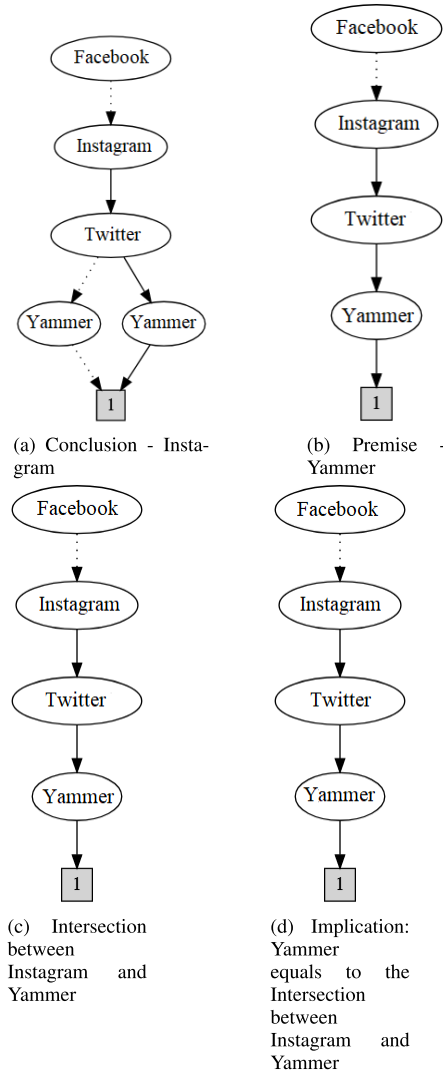 Facebook
Instagram
Twitter
Yammer Yammer
1
(a) Conclusion - Insta-
gram
Facebook
Instagram
Twitter
Yammer
1
(b) Premise -
Yammer
Facebook
Instagram
Twitter
Yammer
1
(c) Intersection
between
Instagram and
Yammer
Facebook
Instagram
Twitter
Yammer
1
(d) Implication:
Yammer
equals to the
Intersection
between
Instagram and
Yammer